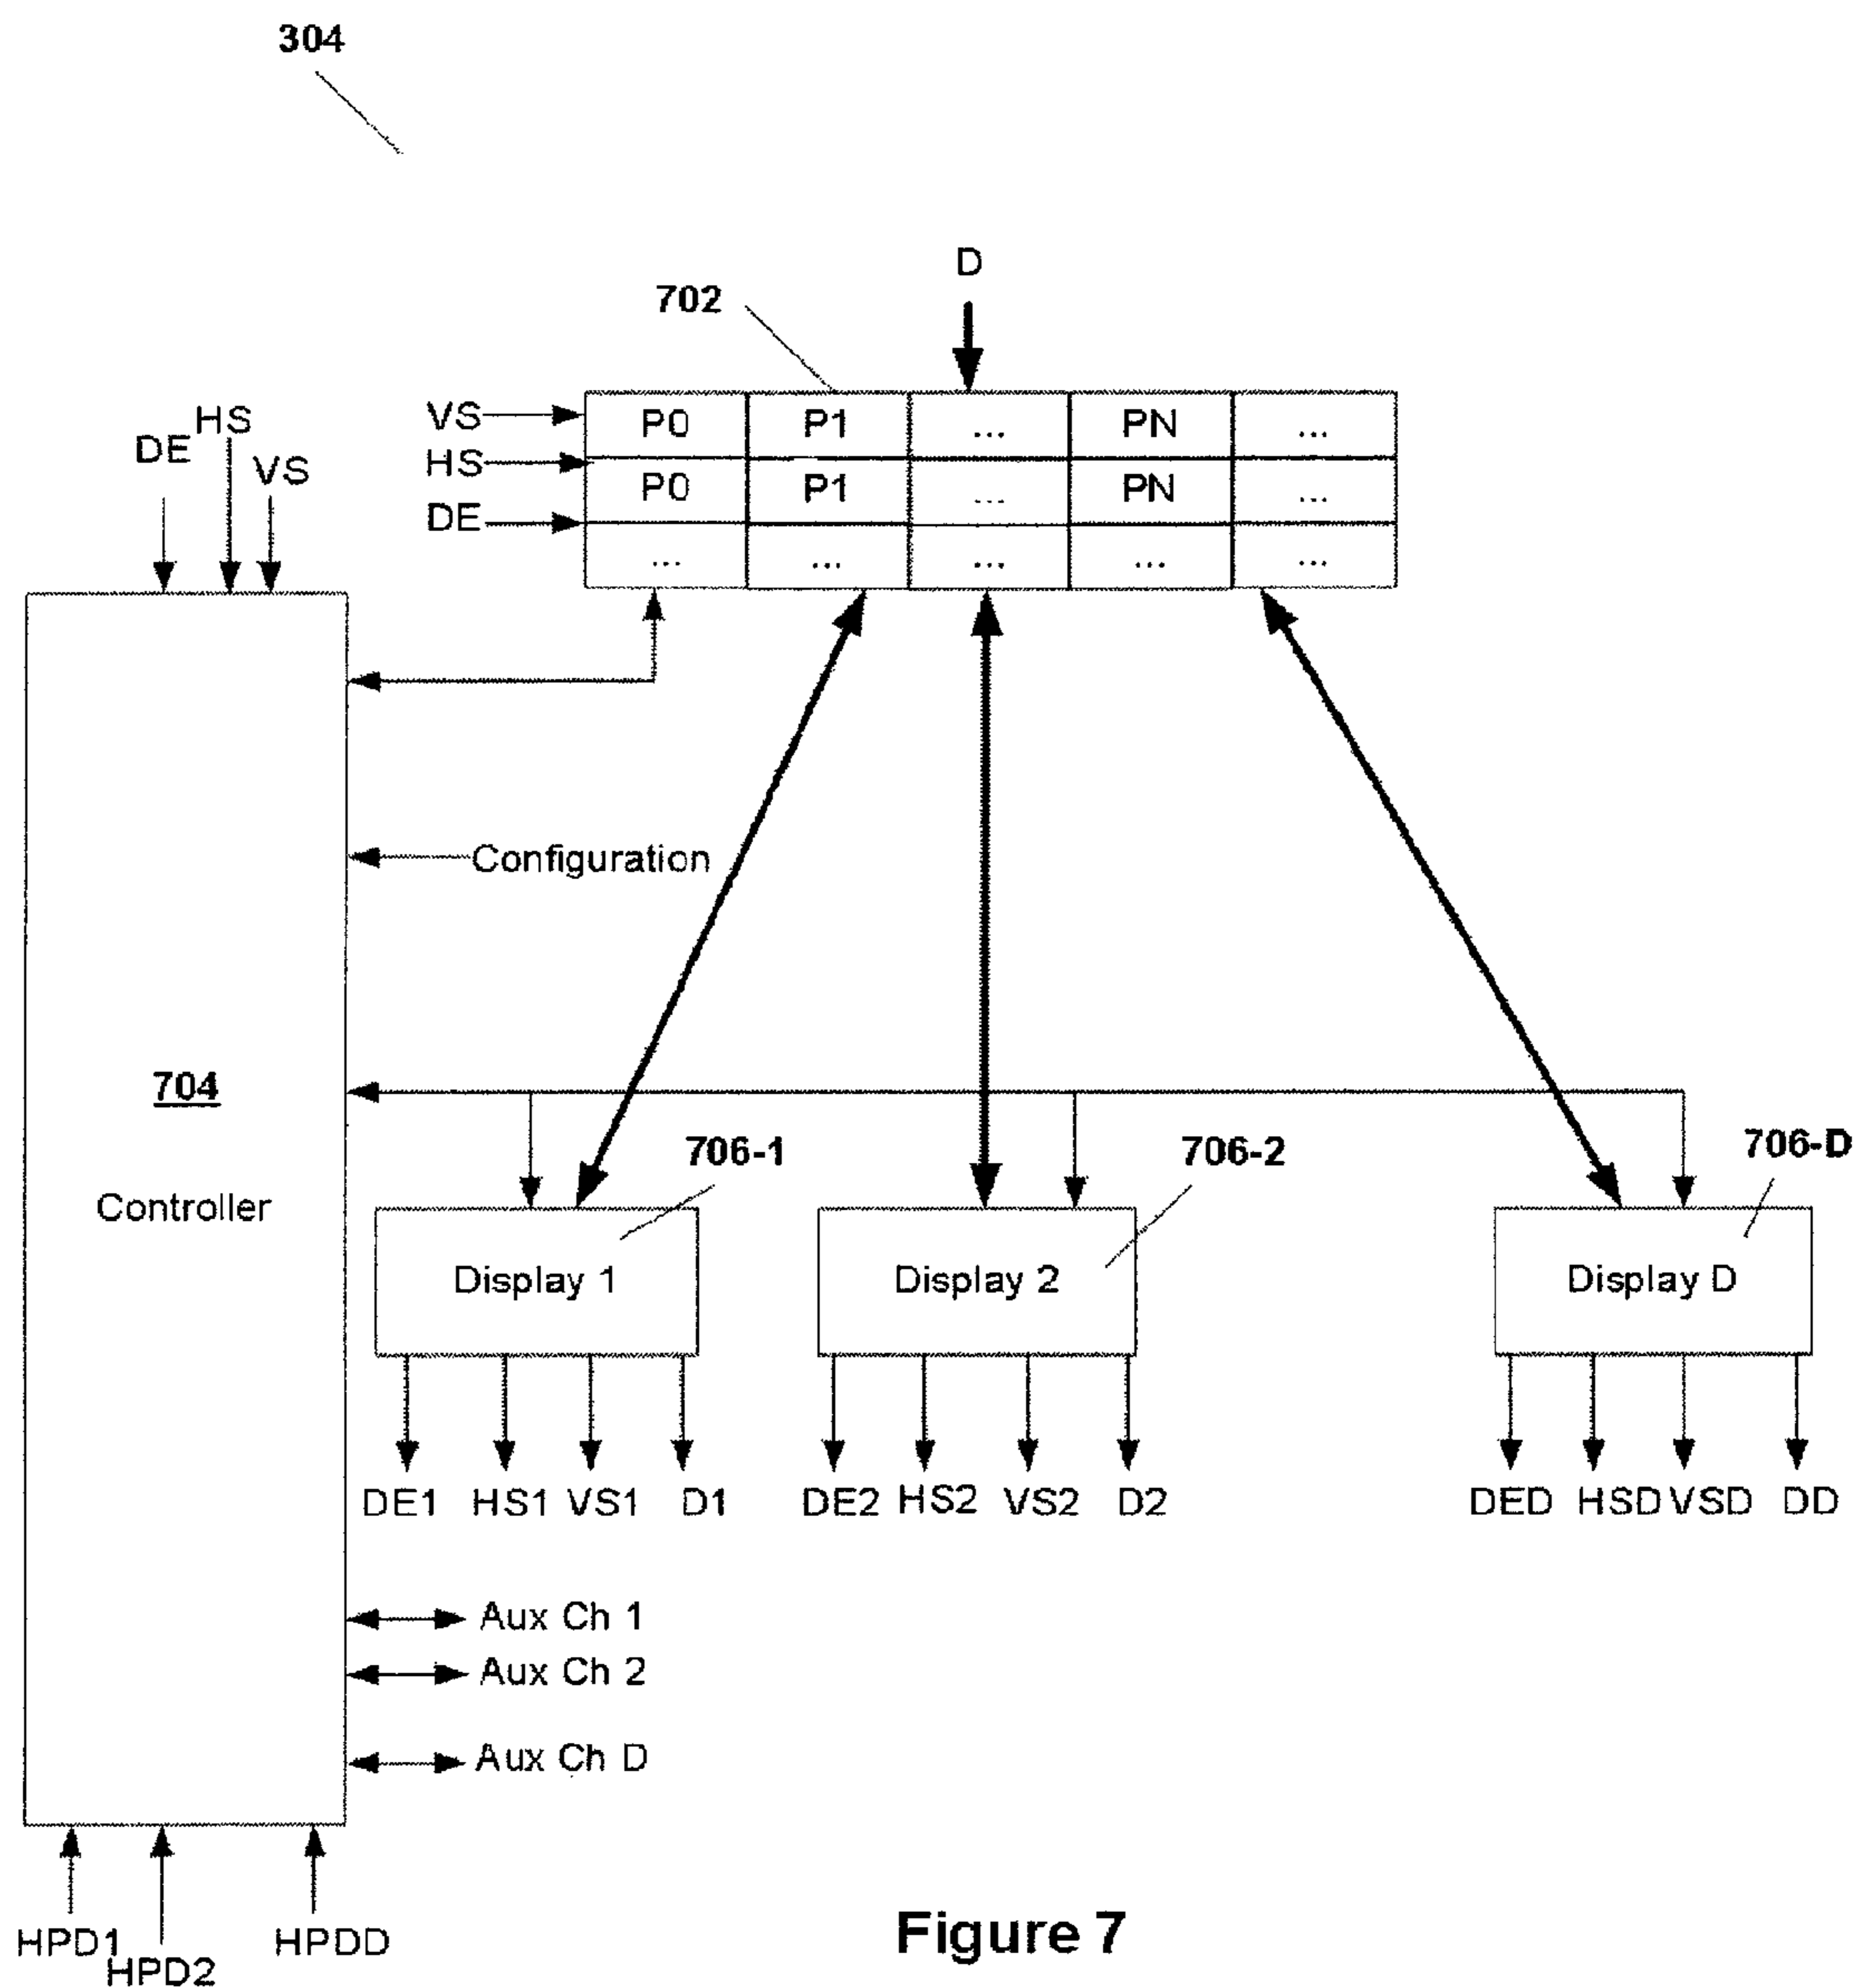 304
D
702
VS
P0 P1 ... PN ...
HS
P0 P1 ... PN ...
DE
... ... ... ... ...
HS
DE
VS
Configuration
704
Controller
706-1
706-2
706-D
Display 1
Display 2
Display D
DE1 HS1 VS1 D1
DE2 HS2 VS2 D2
DED HSD VSD DD
Aux Ch 1
Aux Ch 2
Aux Ch D
HPD1
HPD2
HPDD
Figure 7